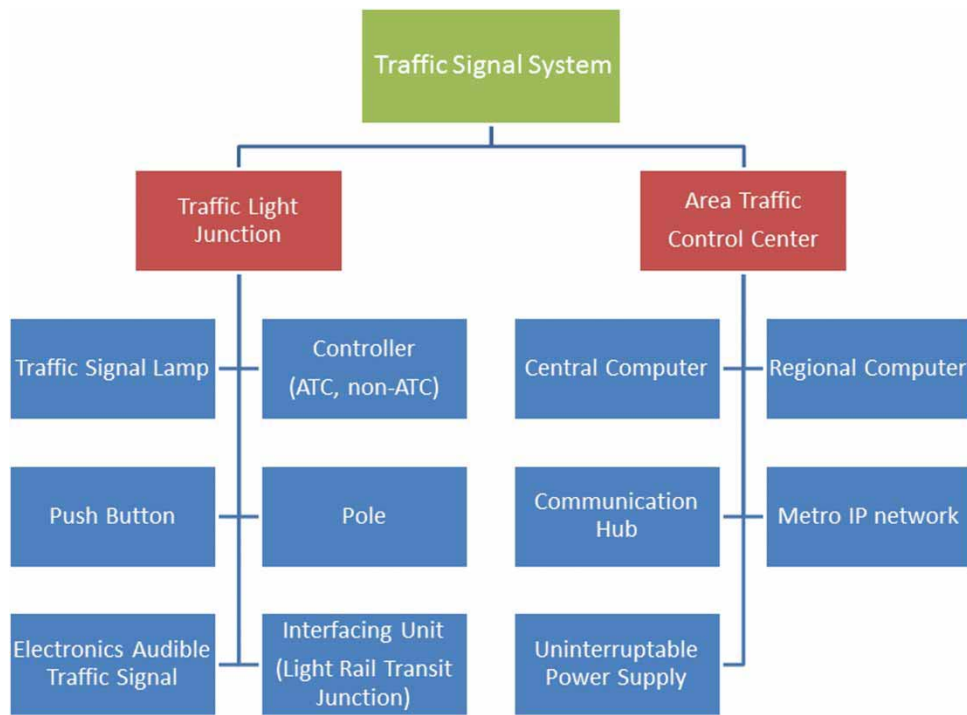 Traffic Signal System
Traffic Light
Junction
Area Traffic
Control Center
Traffic Signal Lamp
Controller
(ATC, non-ATC)
Central Computer
Regional Computer
Push Button
Pole
Communication
Hub
Metro IP network
Electronics Audible
Traffic Signal
Interfacing Unit
(Light Rail Transit
Junction)
Uninterruptable
Power Supply